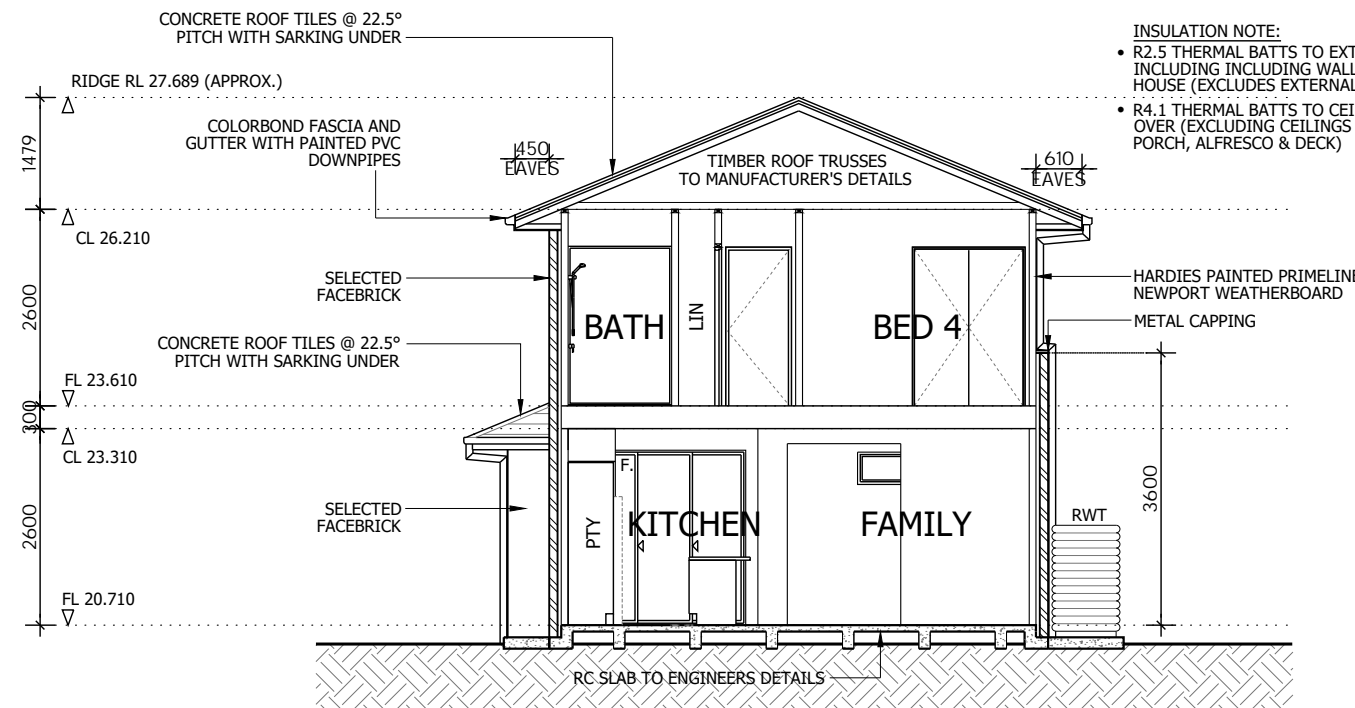 CONCRETE ROOF TILES @ 22.5°
PITCH WITH SARKING UNDER
INSULATION NOTE:
• R2.5 THERMAL BATTS TO EXT
INCLUDING INCLUDING WALL
HOUSE (EXCLUDES EXTERNAL
• R4.1 THERMAL BATTS TO CEI
OVER (EXCLUDING CEILINGS
PORCH, ALFRESCO & DECK)
RIDGE RL 27.689 (APPROX.)
1479
COLORBOND FASCIA AND
GUTTER WITH PAINTED PVC
DOWNPIPES
450
EAVES
TIMBER ROOF TRUSSES
TO MANUFACTURER'S DETAILS
610
EAVES
CL 26.210
2600
SELECTED
FACEBRICK
BATH
LIN
BED 4
HARDIES PAINTED PRIMELINE
NEWPORT WEATHERBOARD
METAL CAPPING
CONCRETE ROOF TILES @ 22.5°
PITCH WITH SARKING UNDER
FL 23.610
300
CL 23.310
2600
SELECTED
FACEBRICK
F.
PTY
KITCHEN
FAMILY
RWT
3600
FL 20.710
RC SLAB TO ENGINEERS DETAILS